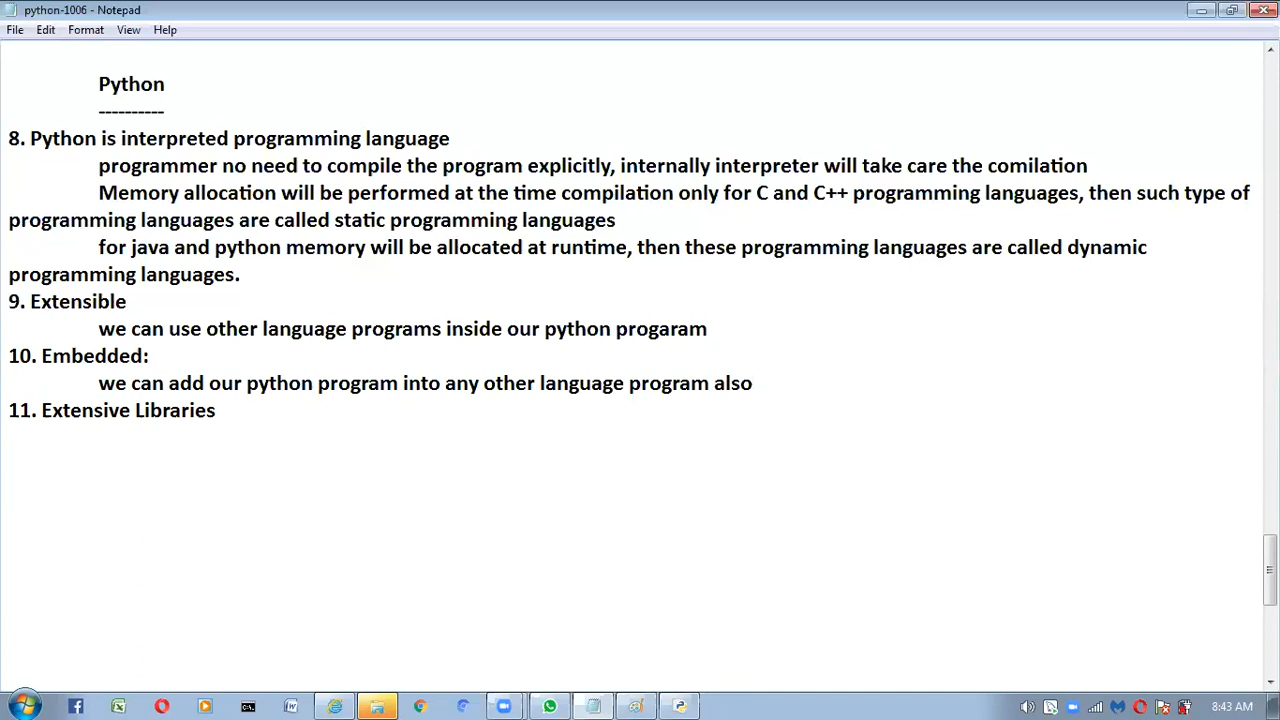 python-1006 - Notepad
File Edit Format View Help
Python
----------
8. Python is interpreted programming language
programmer no need to compile the program explicitly, internally interpreter will take care the comilation
Memory allocation will be performed at the time compilation only for C and C++ programming languages, then such type of
programming languages are called static programming languages
for java and python memory will be allocated at runtime, then these programming languages are called dynamic
programming languages.
9. Extensible
we can use other language programs inside our python progaram
10. Embedded:
we can add our python program into any other language program also
11. Extensive Libraries
8:43 AM